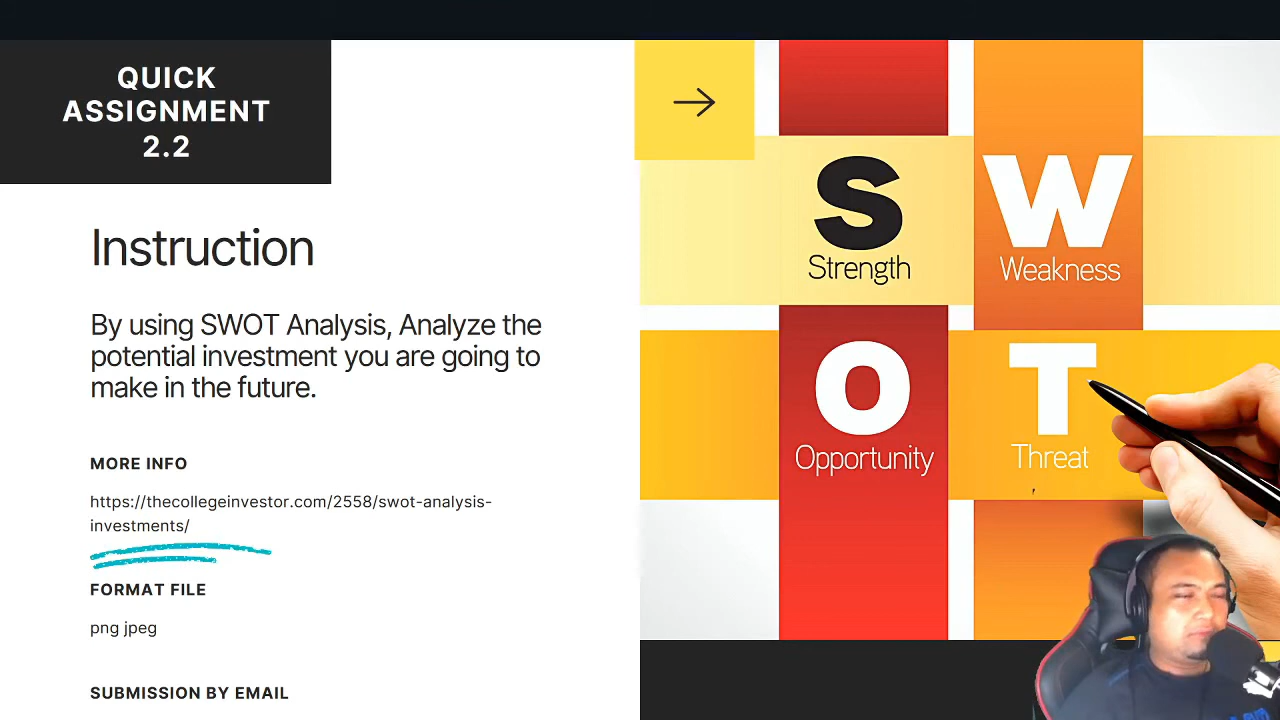 QUICK
ASSIGNMENT
2.2
Instruction
By using SWOT Analysis, Analyze the
potential investment you are going to
make in the future.
MORE INFO
https://thecollegeinvestor.com/2558/swot-analysis-
investments/
FORMAT FILE
png jpeg
SUBMISSION BY EMAIL
S
Strength
W
Weakness
O
Opportunity
T
Threat